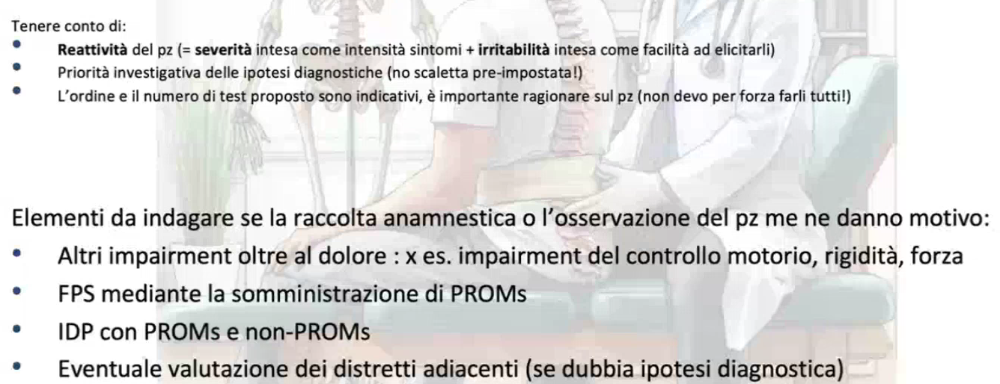 Tenere conto di:
• Reattività del pz (= severità intesa come intensità sintomi + irritabilità intesa come facilità ad elicitarli)
• Priorità investigativa delle ipotesi diagnostiche (no scaletta pre-impostata!)
• L'ordine e il numero di test proposto sono indicativi, è importante ragionare sul pz (non devo per forza farli tutti!)
Elementi da indagare se la raccolta anamnestica o l'osservazione del pz me ne danno motivo:
• Altri impairment oltre al dolore : x es. impairment del controllo motorio, rigidità, forza
• FPS mediante la somministrazione di PROMs
• IDP con PROMs e non-PROMs
• Eventuale valutazione dei distretti adiacenti (se dubbia ipotesi diagnostica)